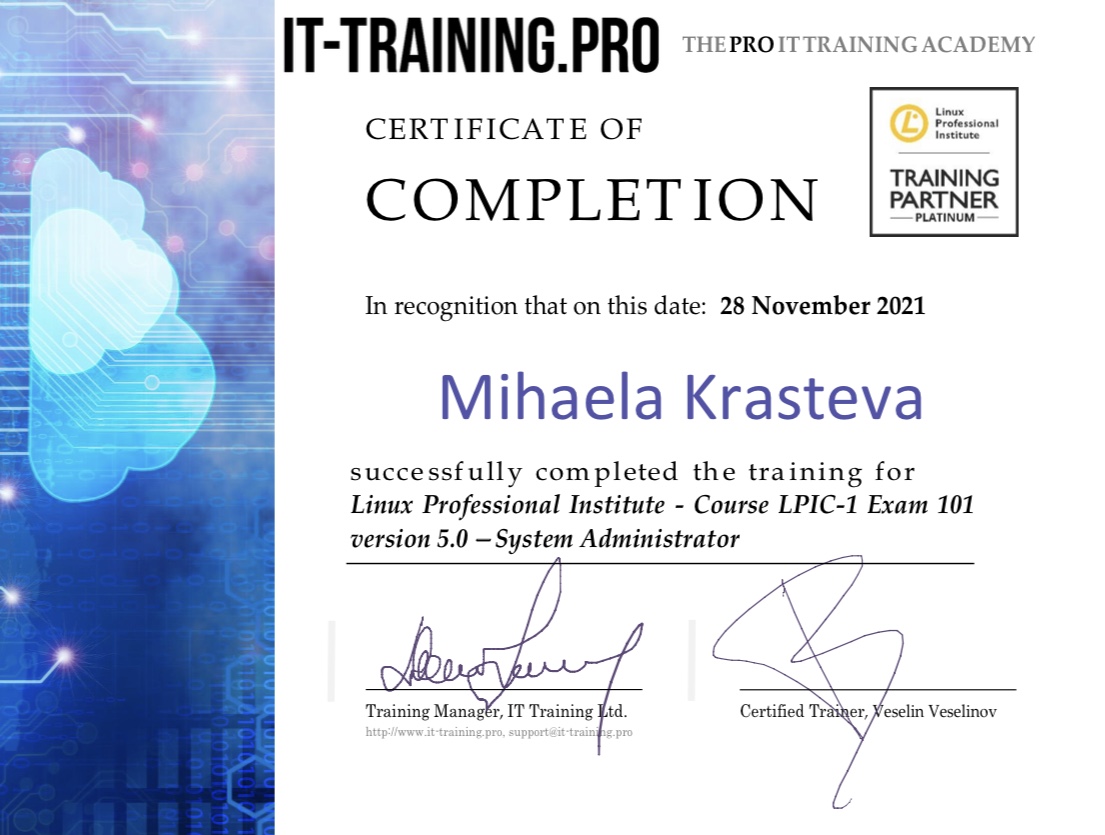 IT-TRAINING.PRO
THE PRO IT TRAINING ACADEMY
CERTIFICATE OF
COMPLETION
Linux
Professional
Institute
TRAINING
PARTNER
PLATINUM
In recognition that on this date: 28 November 2021
Mihaela Krasteva
successfully completed the training for
Linux Professional Institute - Course LPIC-1 Exam 101
version 5.0 – System Administrator
Training Manager, IT Training Ltd.
http://www.it-training.pro, support@it-training.pro
Certified Trainer, Veselin Veselinov